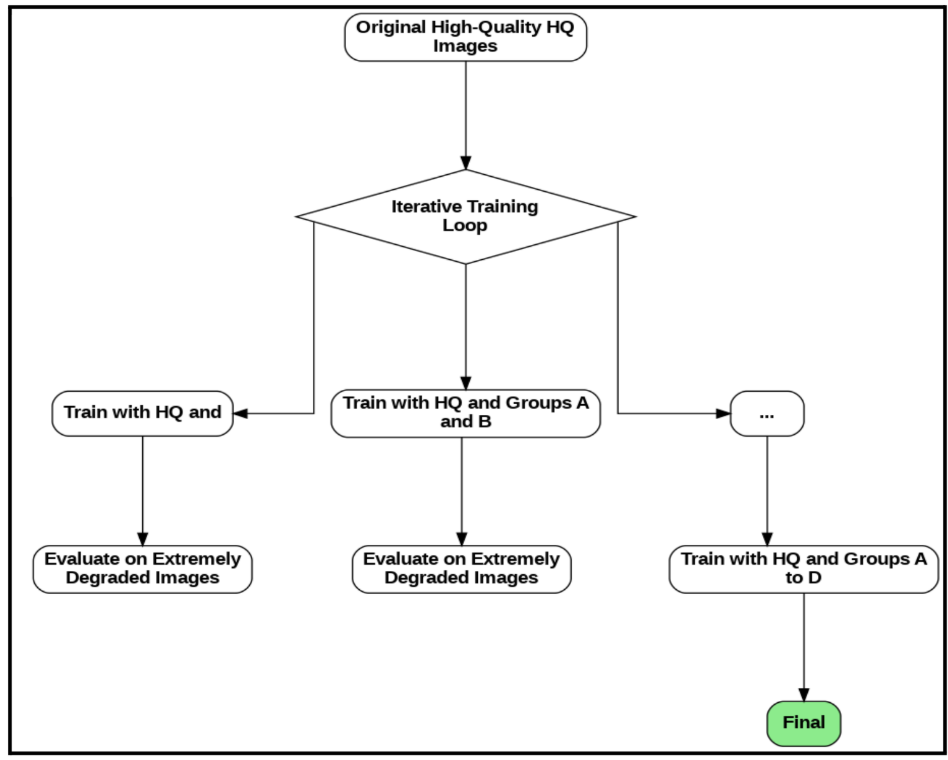 Original High-Quality HQ
Images
Iterative Training
Loop
Train with HQ and
Train with HQ and Groups A
and B
...
Evaluate on Extremely
Degraded Images
Evaluate on Extremely
Degraded Images
Train with HQ and Groups A
to D
Final